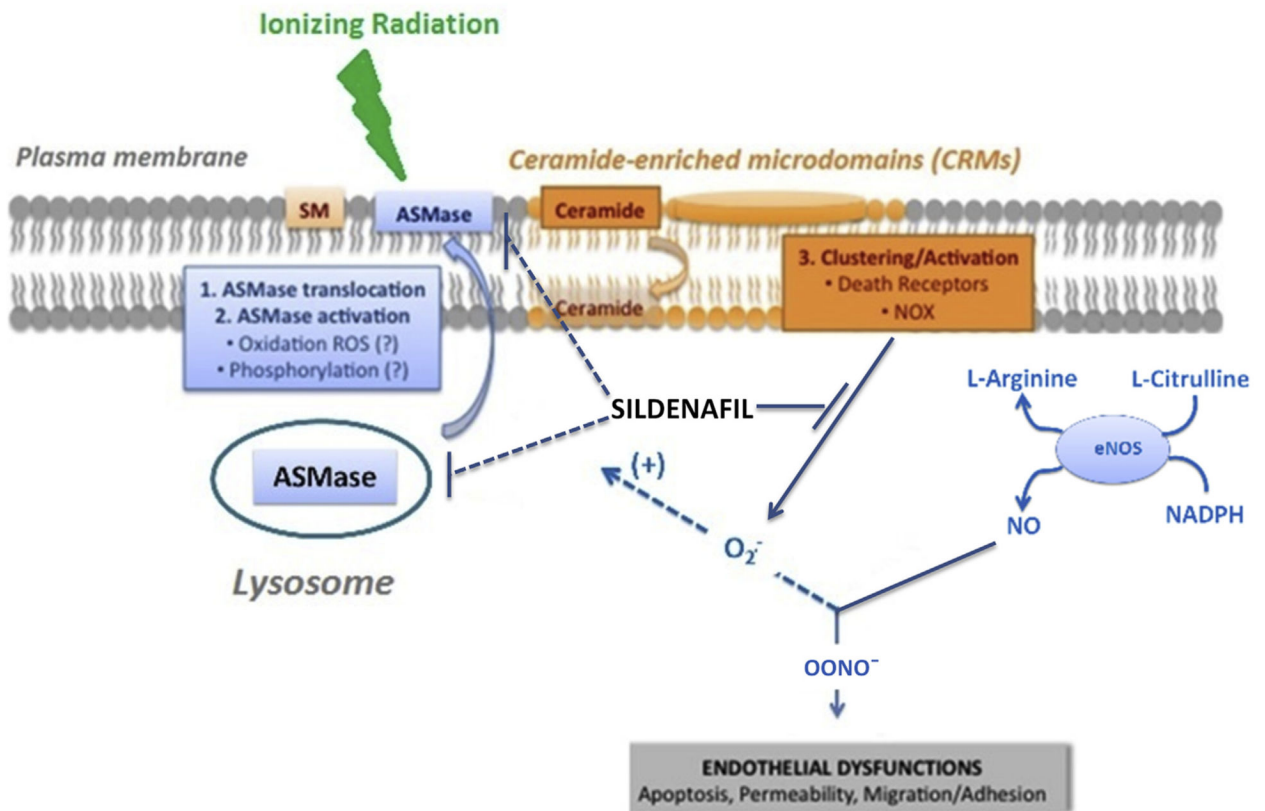 Ionizing Radiation
Plasma membrane
Ceramide-enriched microdomains (CRMs)
SM
ASMase
Ceramide
1. ASMase translocation
2. ASMase activation
• Oxidation ROS (?)
• Phosphorylation (?)
Ceramide
3. Clustering/Activation
• Death Receptors
• NOX
SILDENAFIL
L-Arginine
L-Citrulline
eNOS
NO
NADPH
ASMase
Lysosome
(+)
O₂·⁻
OONO⁻
ENDOTHELIAL DYSFUNCTIONS
Apoptosis, Permeability, Migration/Adhesion